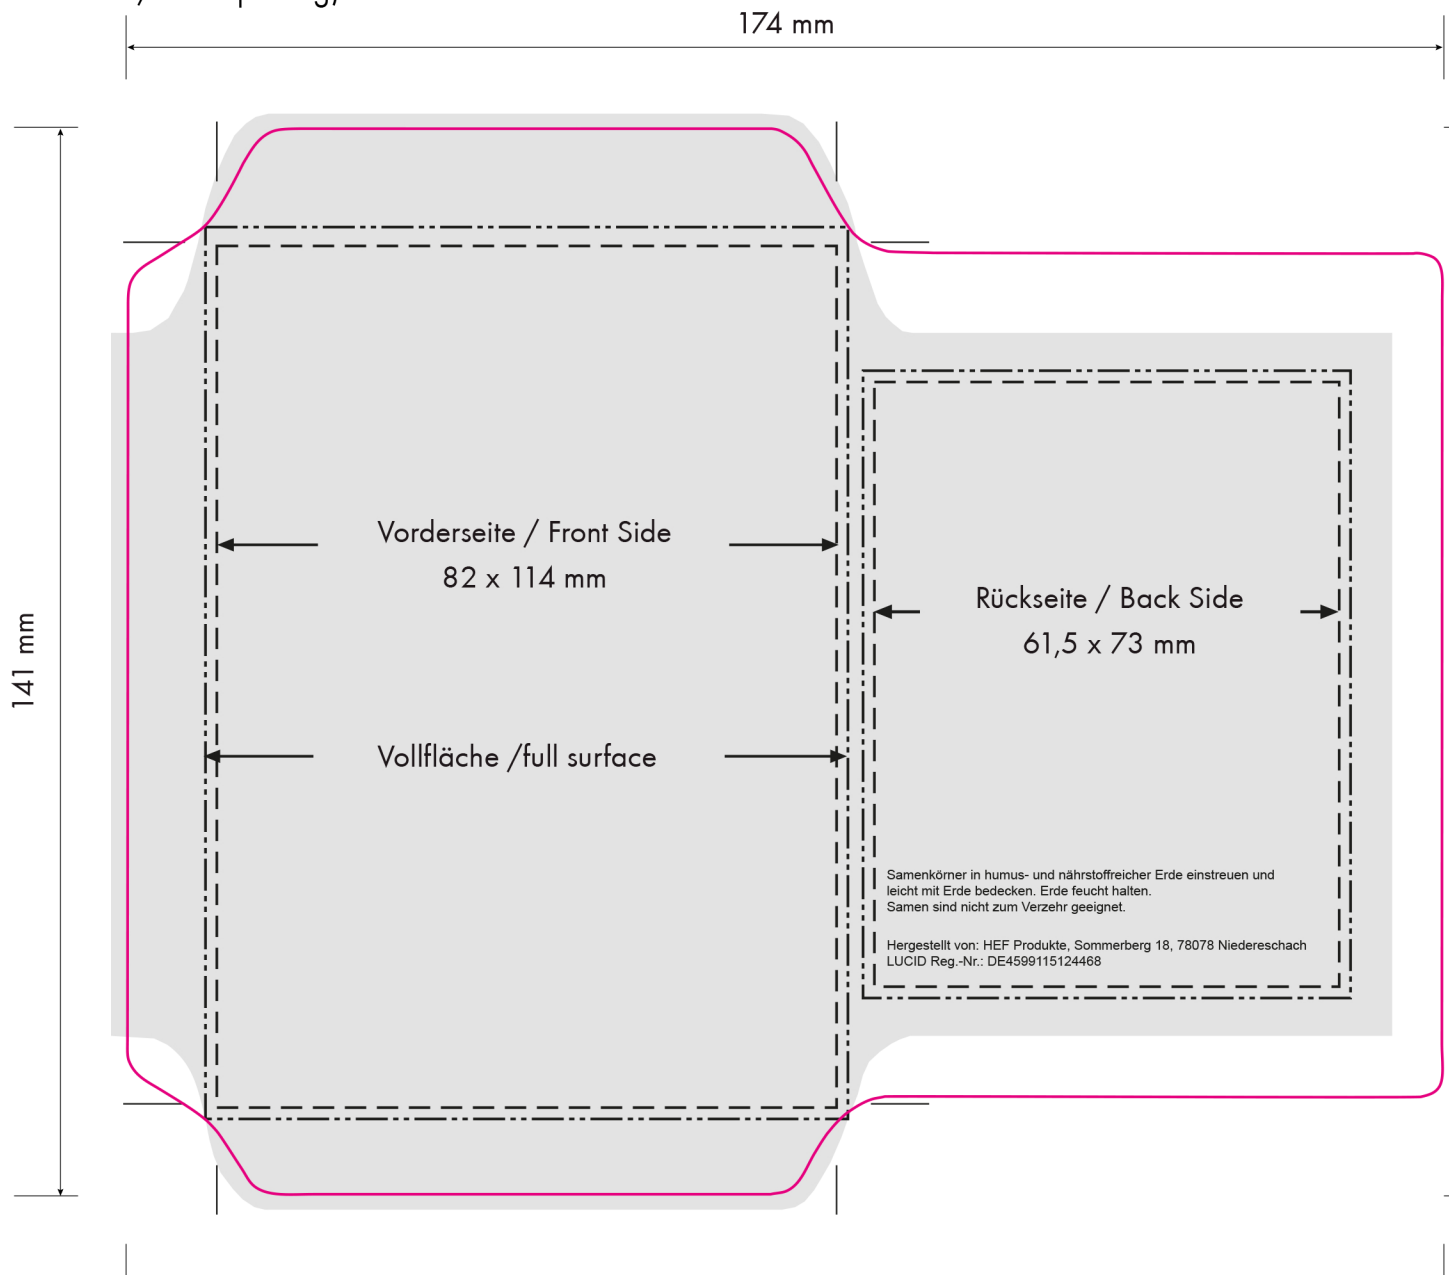 174 mm
141 mm
Vorderseite / Front Side
82 x 114 mm
Vollfläche /full surface
Rückseite / Back Side
61,5 x 73 mm
Samenkörner in humus- und nährstoffreicher Erde einstreuen und
leicht mit Erde bedecken. Erde feucht halten.
Samen sind nicht zum Verzehr geeignet.
Hergestellt von: HEF Produkte, Sommerberg 18, 78078 Niedereschach
LUCID Reg.-Nr.: DE4599115124468